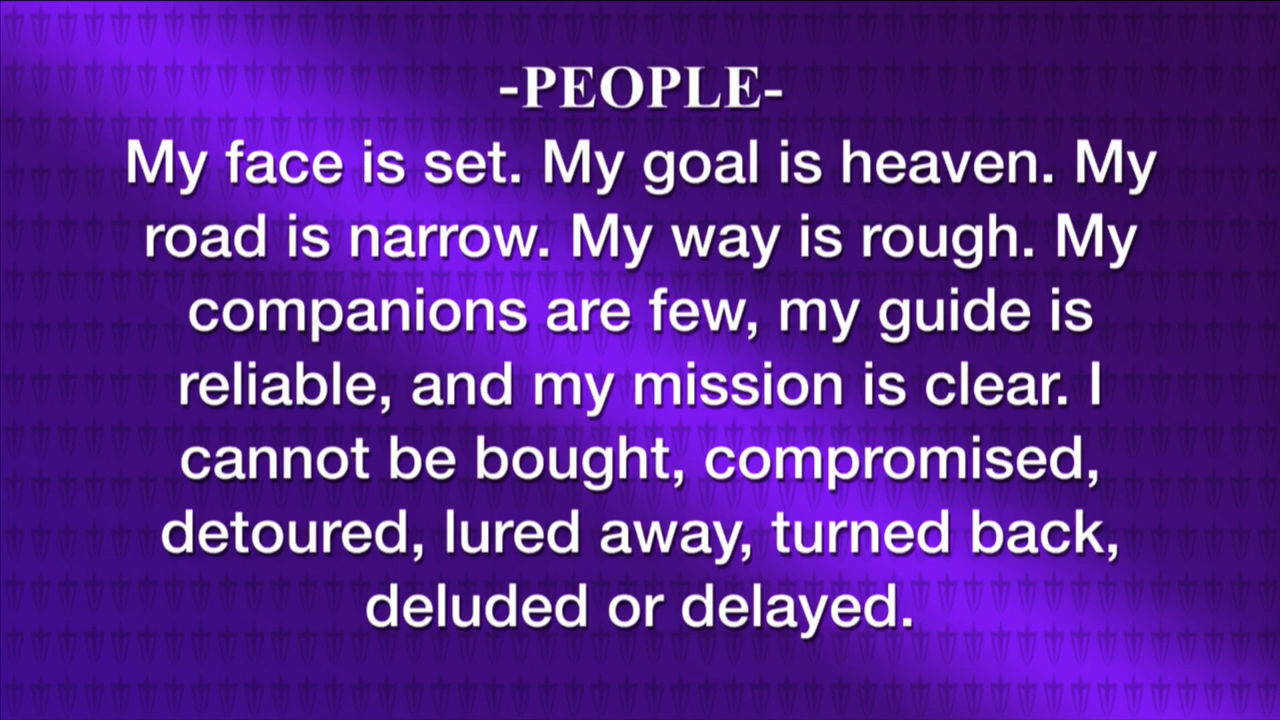 -PEOPLE-
My face is set. My goal is heaven. My
road is narrow. My way is rough. My
companions are few, my guide is
reliable, and my mission is clear. I
cannot be bought, compromised,
detoured, lured away, turned back,
deluded or delayed.